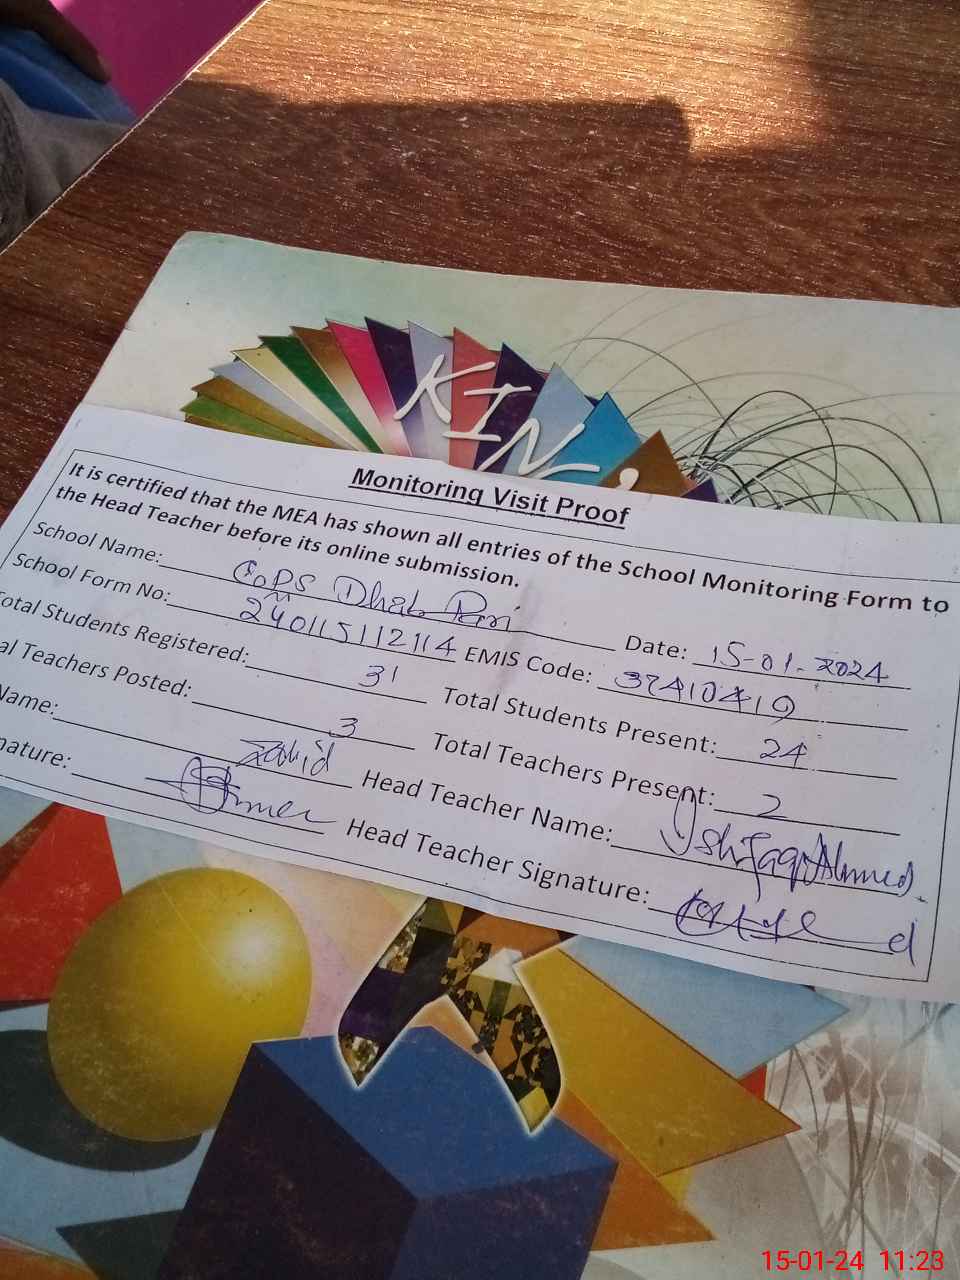 KIN
Monitoring Visit Proof
It is certified that the MEA has shown all entries of the School Monitoring Form to
the Head Teacher before its online submission.
School Name: GoPS Dhab Pari Date: 15-01-2024
School Form No: 240115112114 EMIS Code: 37410419
Total Students Registered: 31 Total Students Present: 24
al Teachers Posted: 3 Total Teachers Present: 2
Name: Zahid Head Teacher Name: Ishfaq Ahmed
nature: Head Teacher Signature:
15-01-24 11:23